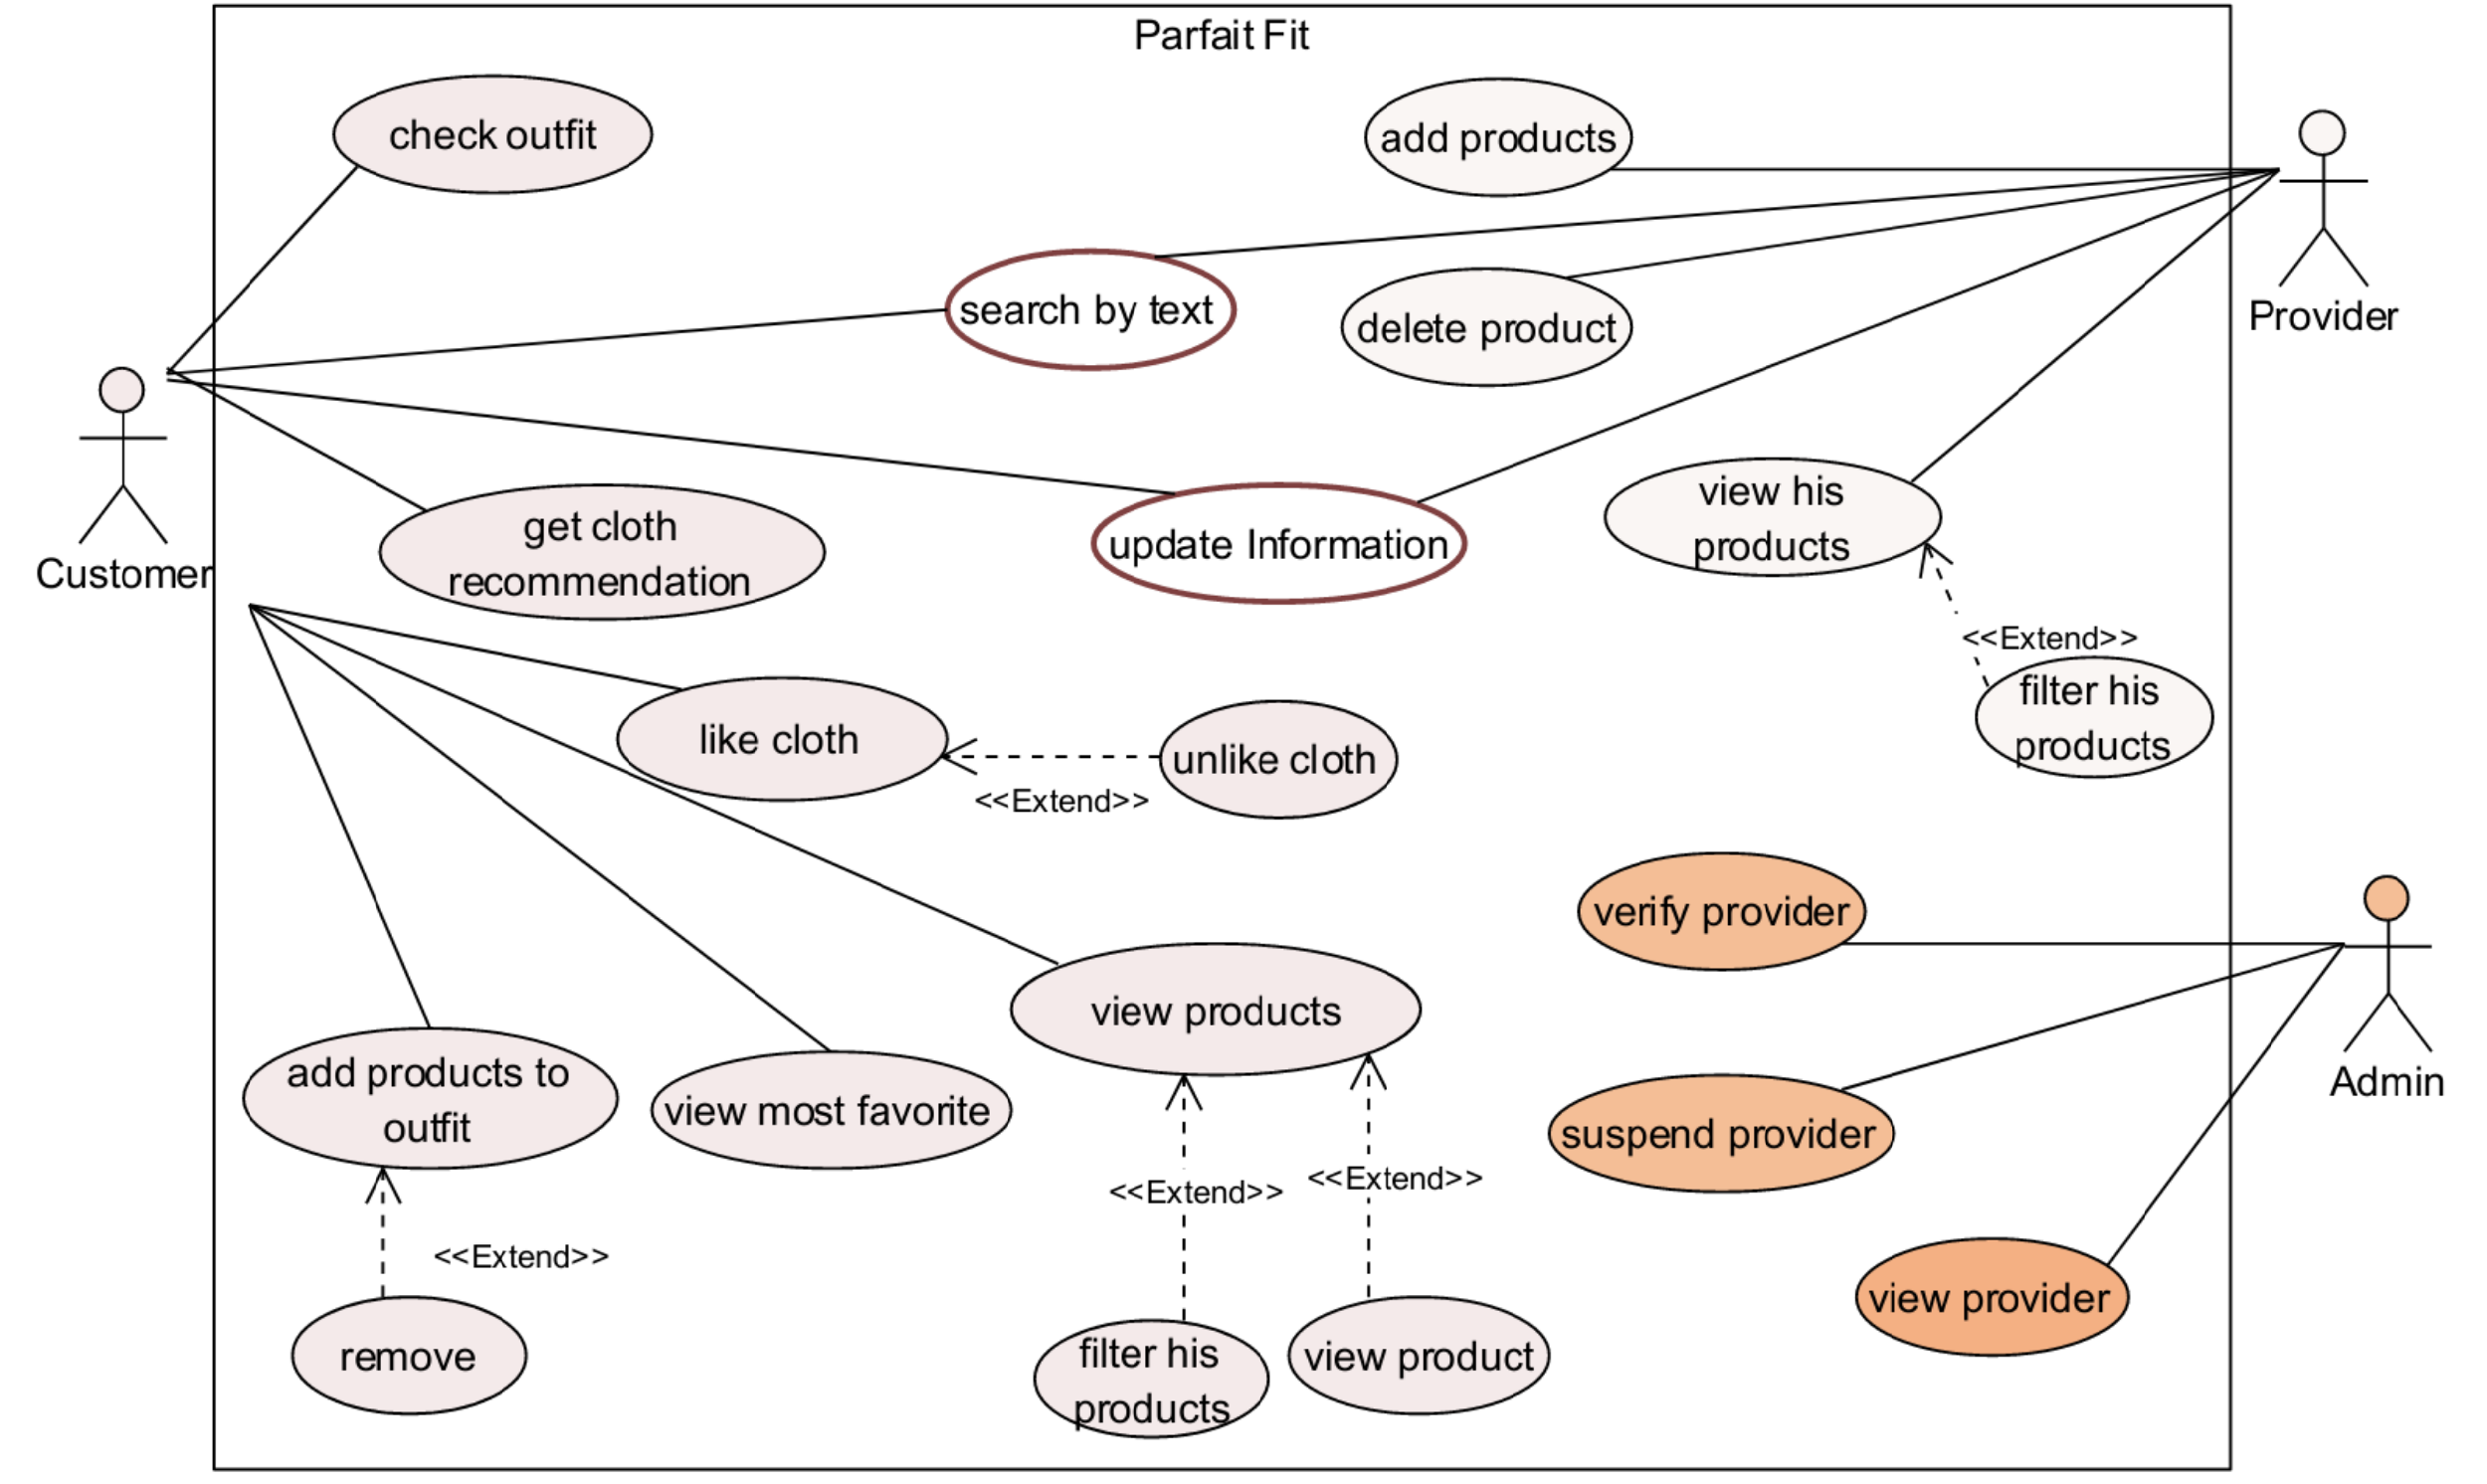 Parfait Fit
check outfit
add products
search by text
delete product
Provider
Customer
get cloth
recommendation
update Information
view his
products
<<Extend>>
filter his
products
like cloth
unlike cloth
<<Extend>>
verify provider
view products
Admin
add products to
outfit
view most favorite
suspend provider
<<Extend>>
<<Extend>>
<<Extend>>
view provider
remove
filter his
products
view product